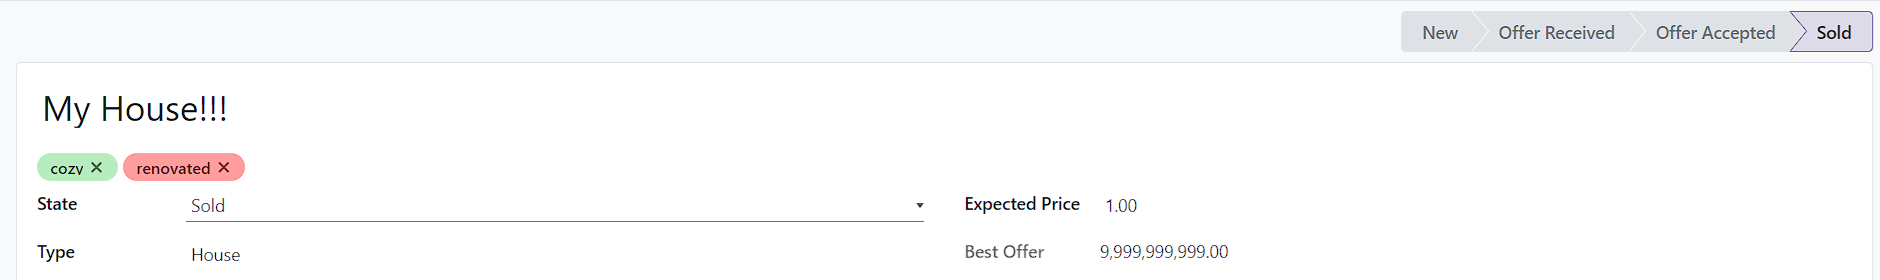 New Offer Received Offer Accepted Sold
My House!!!
cozy × renovated ×
State Sold Expected Price 1.00
Type House Best Offer 9,999,999,999.00